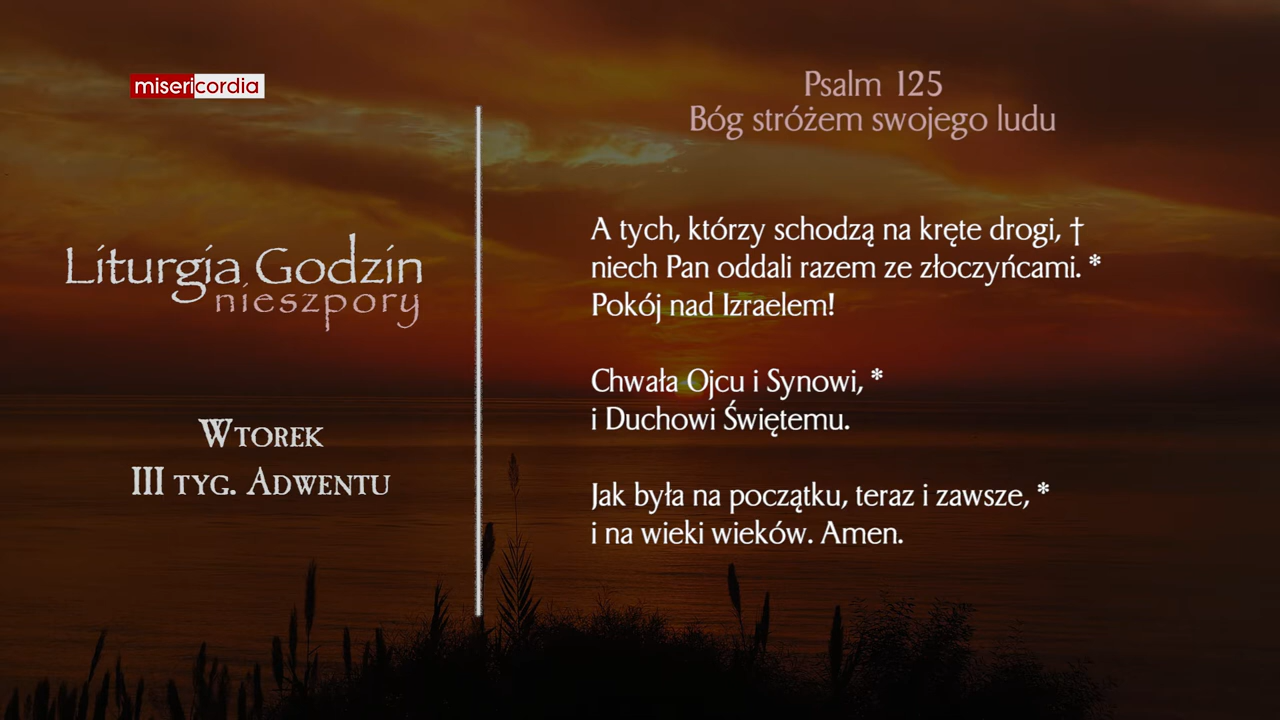 misericordia
Liturgia Godzin
nieszpory
Wtorek
III tyg. Adwentu
Psalm 125
Bóg stróżem swojego ludu
A tych, którzy schodzą na kręte drogi, †
niech Pan oddali razem ze złoczyńcami. *
Pokój nad Izraelem!
Chwała Ojcu i Synowi, *
i Duchowi Świętemu.
Jak była na początku, teraz i zawsze, *
i na wieki wieków. Amen.